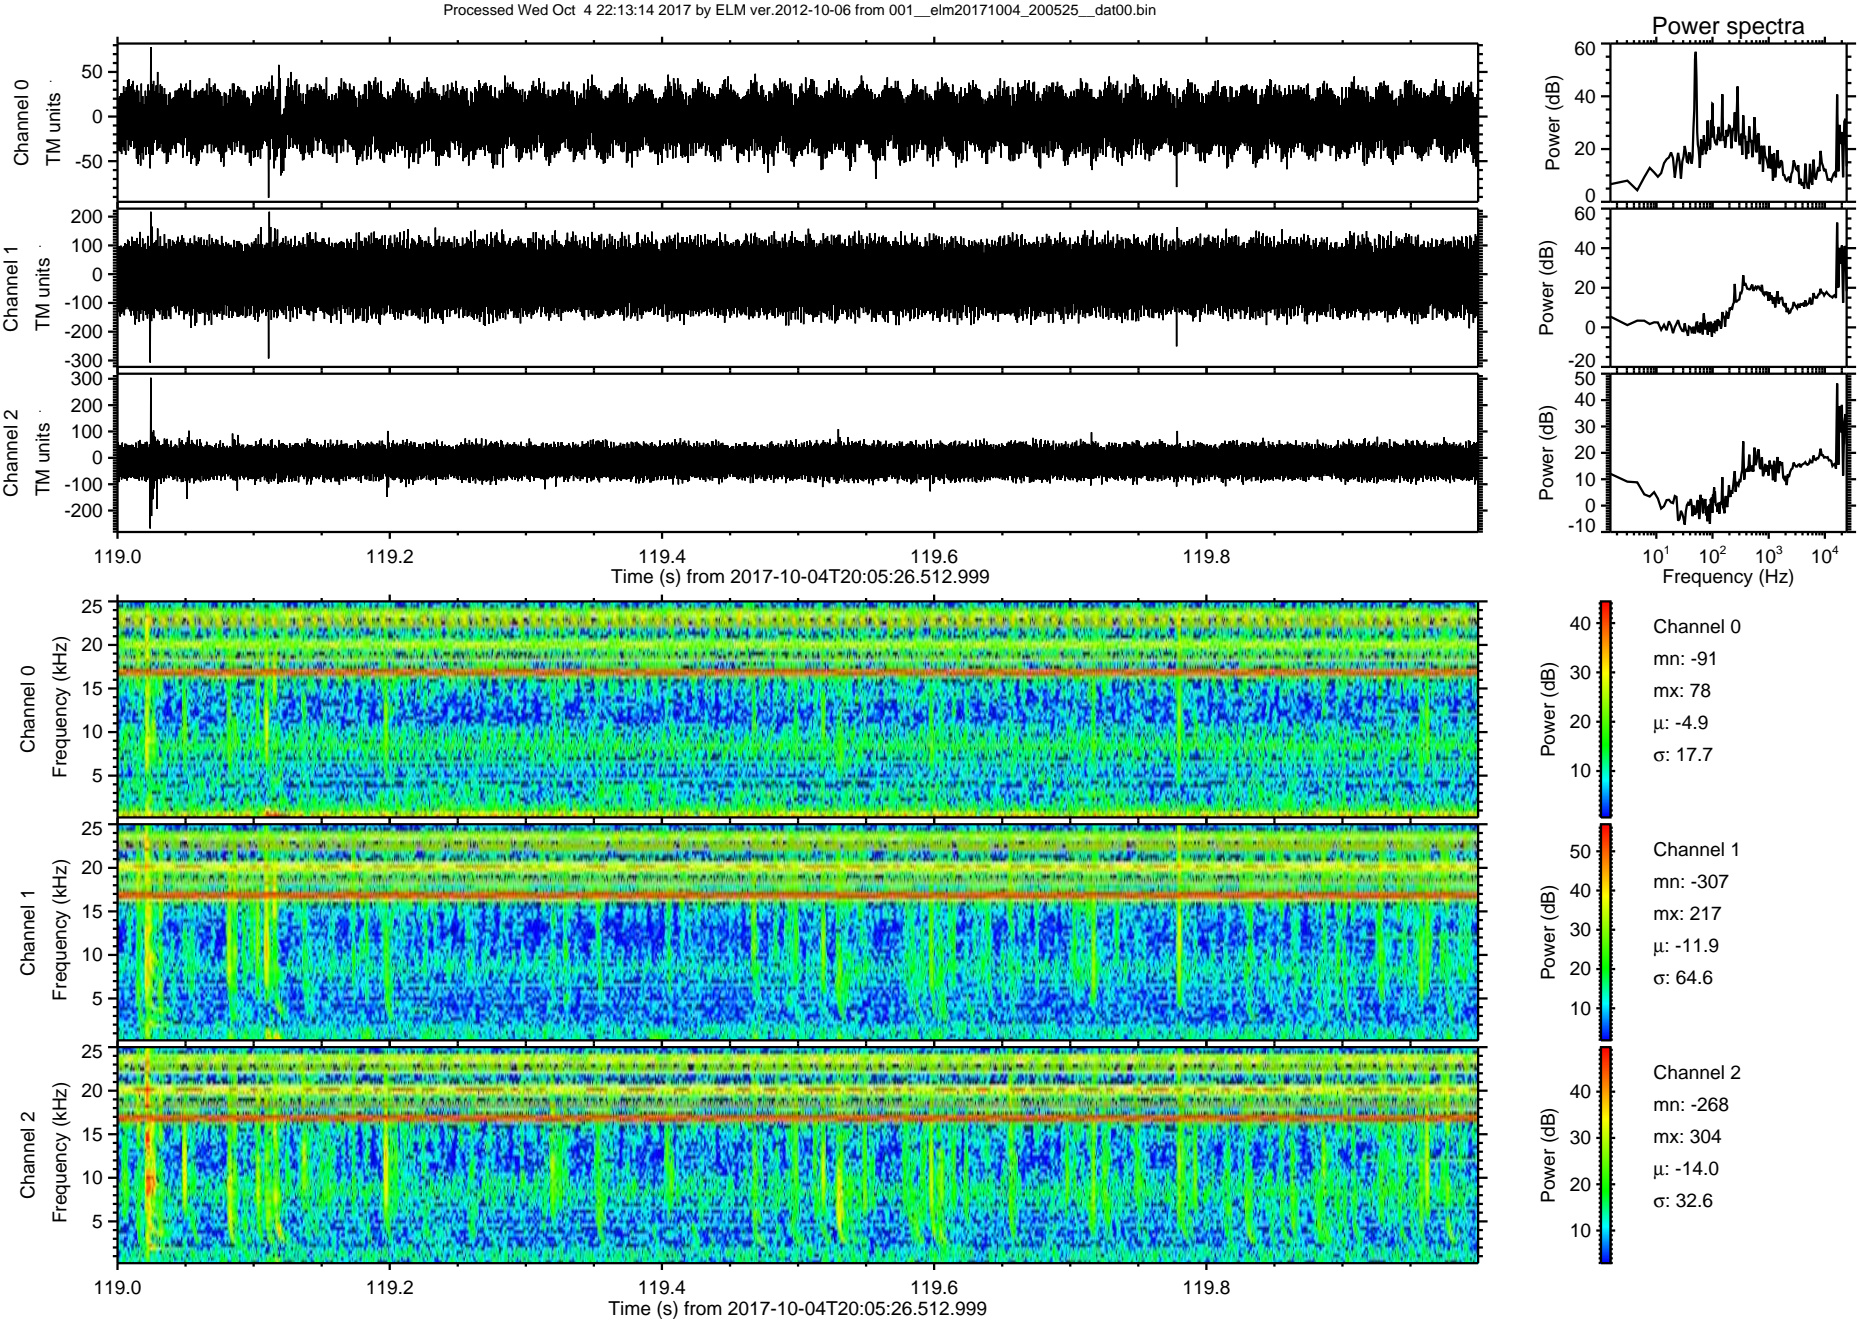 Processed Wed Oct  4 22:13:14 2017 by ELM ver.2012-10-06 from 001__elm20171004_200525__dat00.bin
Power spectra
Channel 0
TM units
50
0
-50
Power (dB)
60
40
20
0
Channel 1
TM units
200
100
0
-100
-200
-300
Power (dB)
60
40
20
0
-20
Channel 2
TM units
300
200
100
0
-100
-200
Power (dB)
50
40
30
20
10
0
-10
119.0 119.2 119.4 119.6 119.8
Time (s) from 2017-10-04T20:05:26.512.999
10^1 10^2 10^3 10^4
Frequency (Hz)
Channel 0
Frequency (kHz)
25
20
15
10
5
Power (dB)
40
30
20
10
Channel 0
mn: -91
mx: 78
μ: -4.9
σ: 17.7
Channel 1
Frequency (kHz)
25
20
15
10
5
Power (dB)
50
40
30
20
10
Channel 1
mn: -307
mx: 217
μ: -11.9
σ: 64.6
Channel 2
Frequency (kHz)
25
20
15
10
5
Power (dB)
40
30
20
10
Channel 2
mn: -268
mx: 304
μ: -14.0
σ: 32.6
119.0 119.2 119.4 119.6 119.8
Time (s) from 2017-10-04T20:05:26.512.999